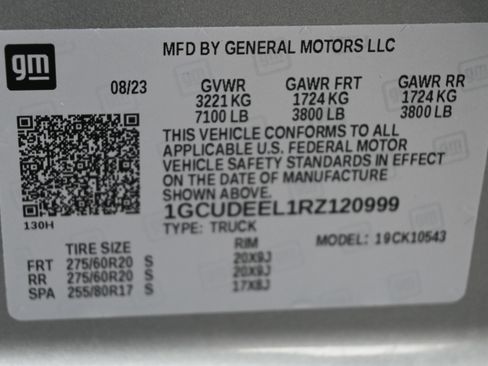 gm
MFD BY GENERAL MOTORS LLC
08/23 GVWR GAWR FRT GAWR RR
3221 KG 1724 KG 1724 KG
7100 LB 3800 LB 3800 LB
THIS VEHICLE CONFORMS TO ALL
APPLICABLE U.S. FEDERAL MOTOR
VEHICLE SAFETY STANDARDS IN EFFECT
ON THE DATE OF MANUFACTURE
SHOWN ABOVE.
1GCUDEEL1RZ120999
130H
TYPE: TRUCK MODEL: 19CK10543
TIRE SIZE RIM
FRT 275/60R20 S 20X9J
RR 275/60R20 S 20X9J
SPA 255/80R17 S 17X8J